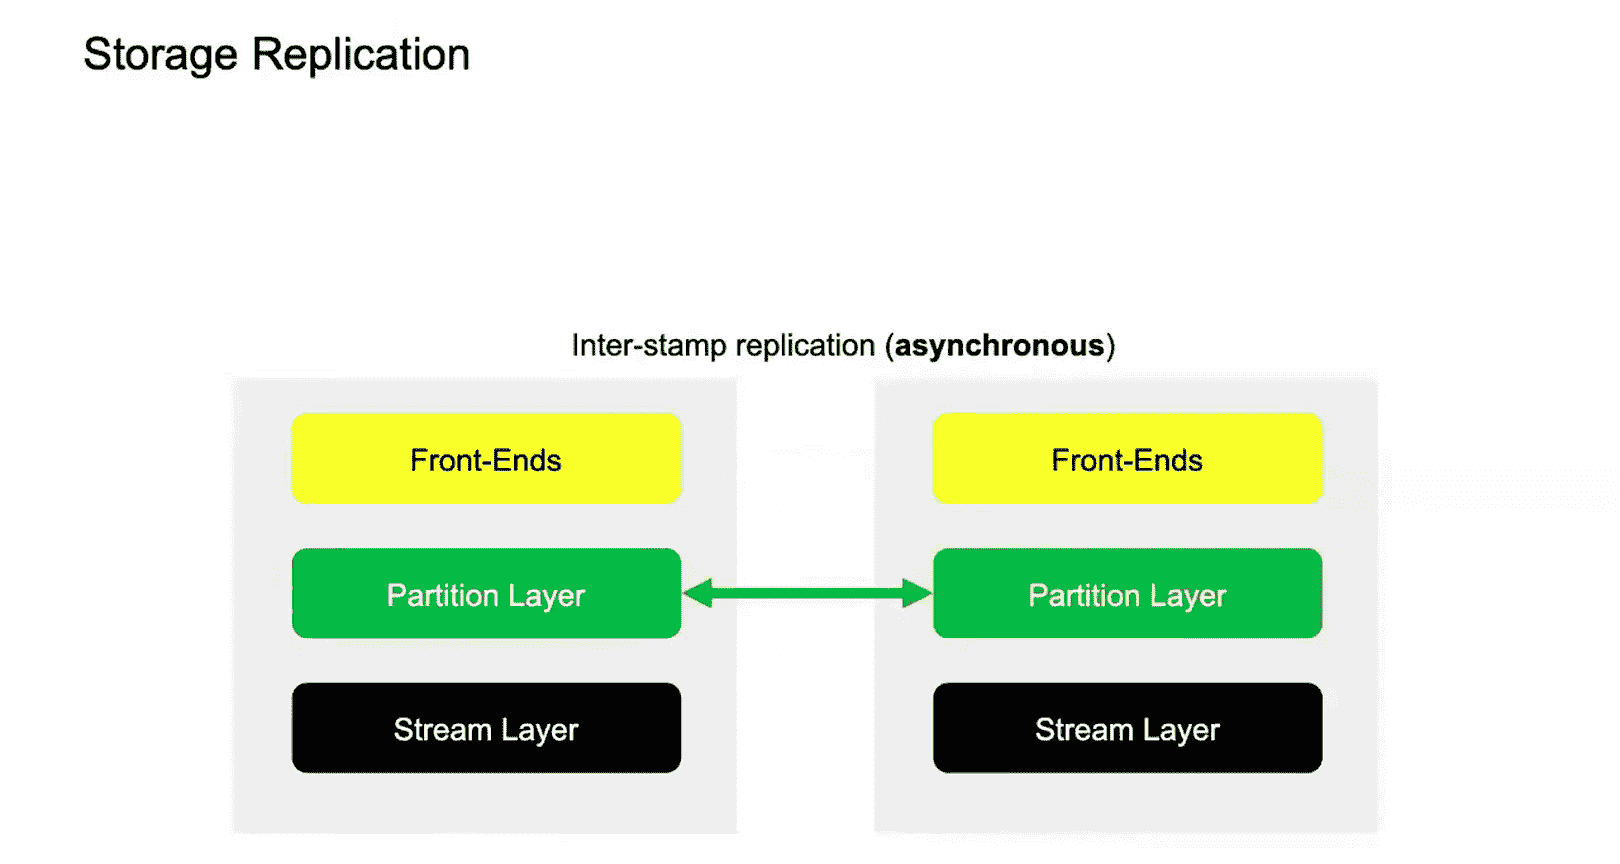 Storage Replication
Inter-stamp replication (asynchronous)
Front-Ends
Front-Ends
Partition Layer
Partition Layer
Stream Layer
Stream Layer